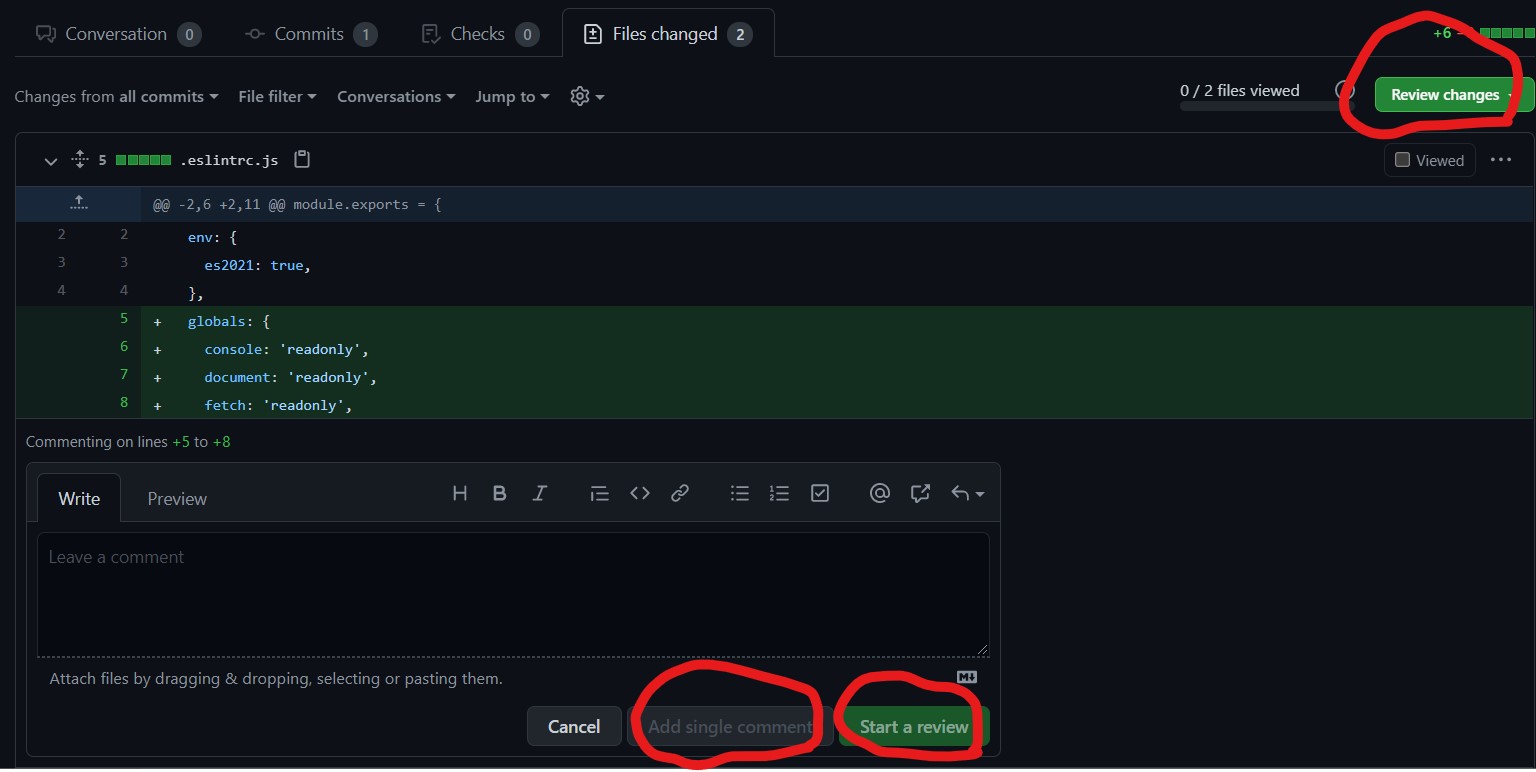 Conversation 0 Commits 1 Checks 0 Files changed 2 +6
Changes from all commits File filter Conversations Jump to 0 / 2 files viewed Review changes
5 .eslintrc.js Viewed
@@ -2,6 +2,11 @@ module.exports = {
2 2 env: {
3 3 es2021: true,
4 4 },
5 + globals: {
6 + console: 'readonly',
7 + document: 'readonly',
8 + fetch: 'readonly',
Commenting on lines +5 to +8
Write Preview H B I
Leave a comment
Attach files by dragging & dropping, selecting or pasting them. M
Cancel Add single comment Start a review